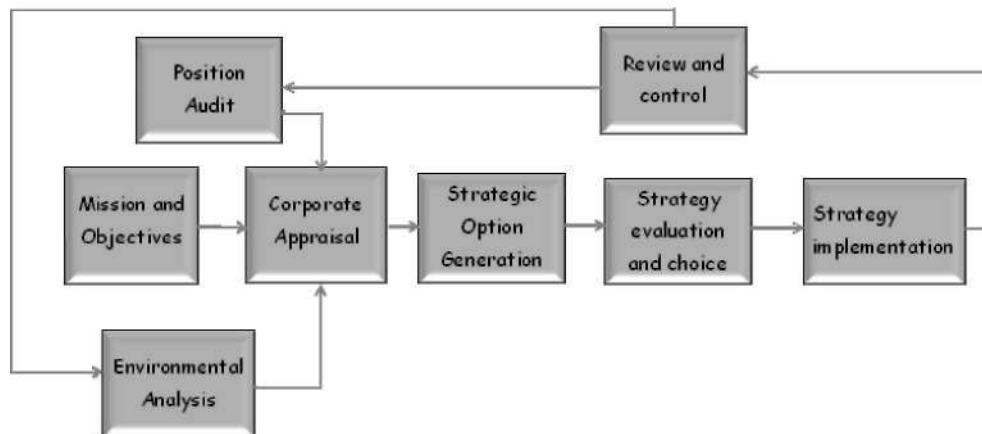 Position
Audit
Review and
control
Mission and
Objectives
Corporate
Appraisal
Strategic
Option
Generation
Strategy
evaluation
and choice
Strategy
implementation
Environmental
Analysis